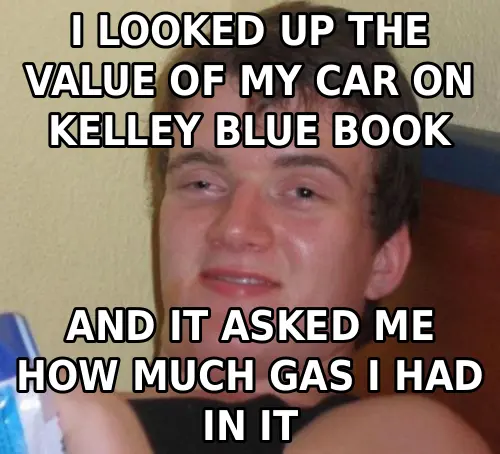 I LOOKED UP THE
VALUE OF MY CAR ON
KELLEY BLUE BOOK
AND IT ASKED ME
HOW MUCH GAS I HAD
IN IT